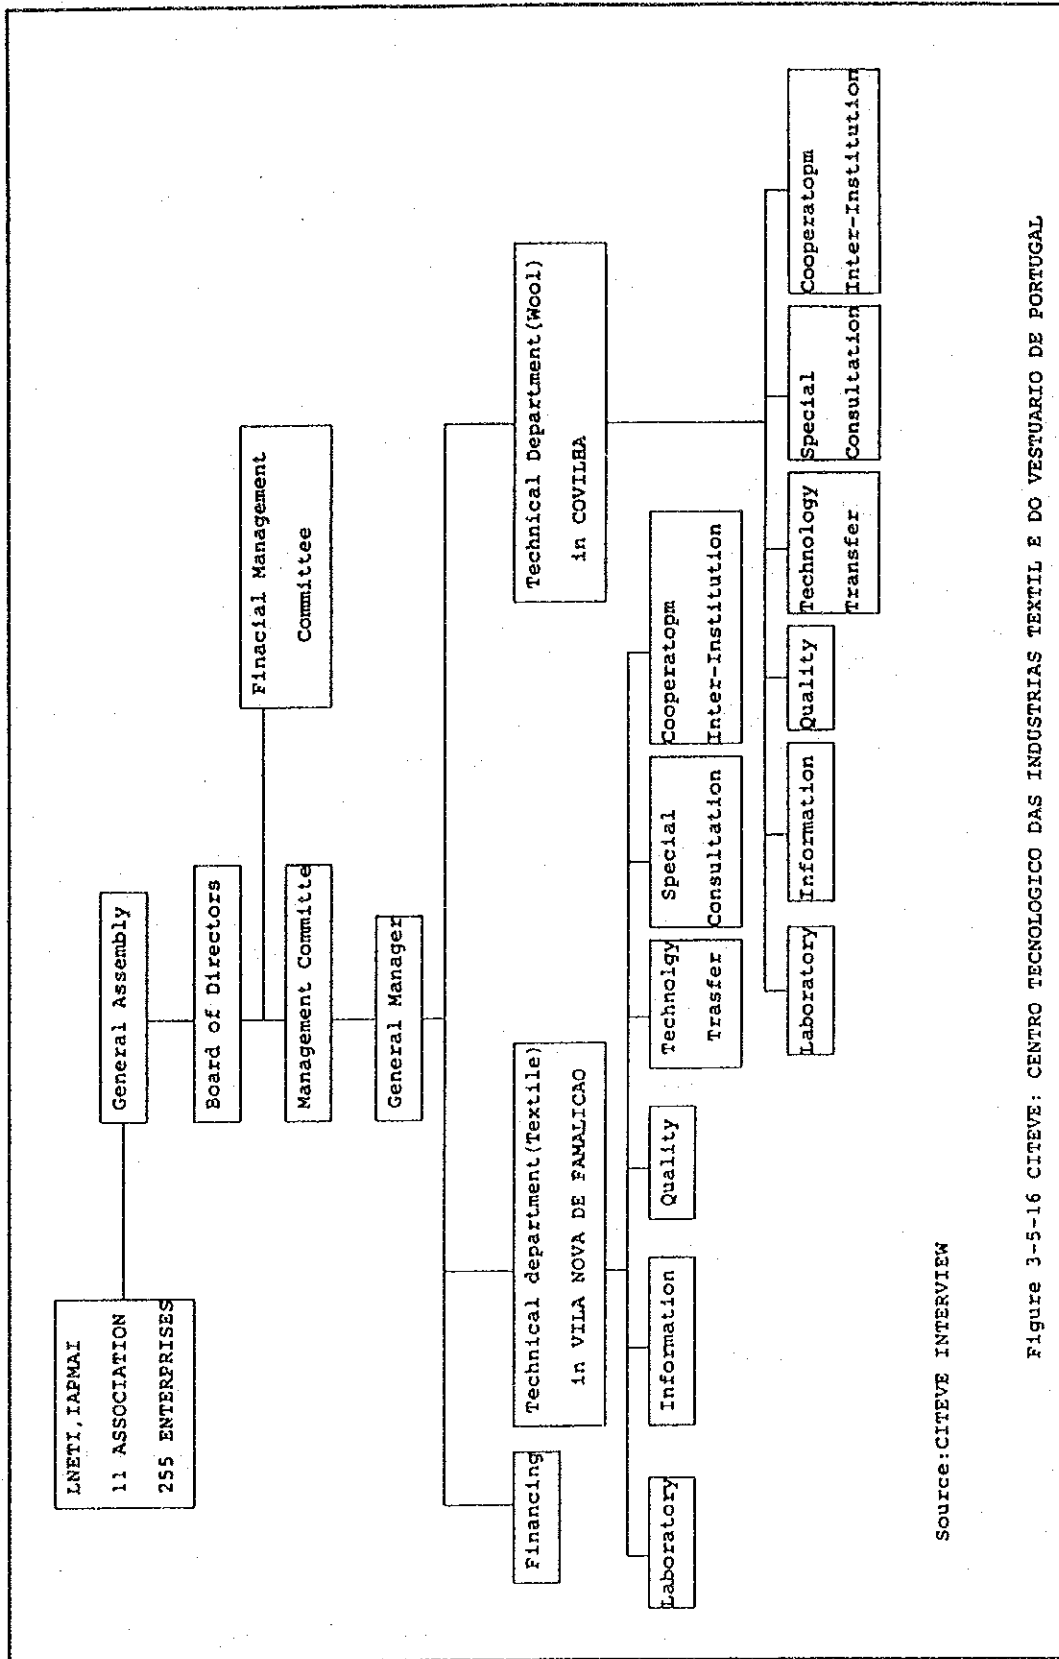 LNETI,IAPMAI
11 ASSOCIATION
255 ENTERPRISES
General Assembly
Board of Directors
Finacial Management
Committee
Management Committe
General Manager
Financing
Technical department(Textile)
in VILA NOVA DE FAMALICAO
Technical Department(Wool)
in COVILHA
Laboratory
Information
Quality
Technolgy
Trasfer
Special
Consultation
Cooperatopm
Inter-Institution
Laboratory
Information
Quality
Technology
Transfer
Special
Consultation
Cooperatopm
Inter-Institution
Source:CITEVE INTERVIEW
Figure 3-5-16 CITEVE: CENTRO TECNOLOGICO DAS INDUSTRIAS TEXTIL E DO VESTUARIO DE PORTUGAL